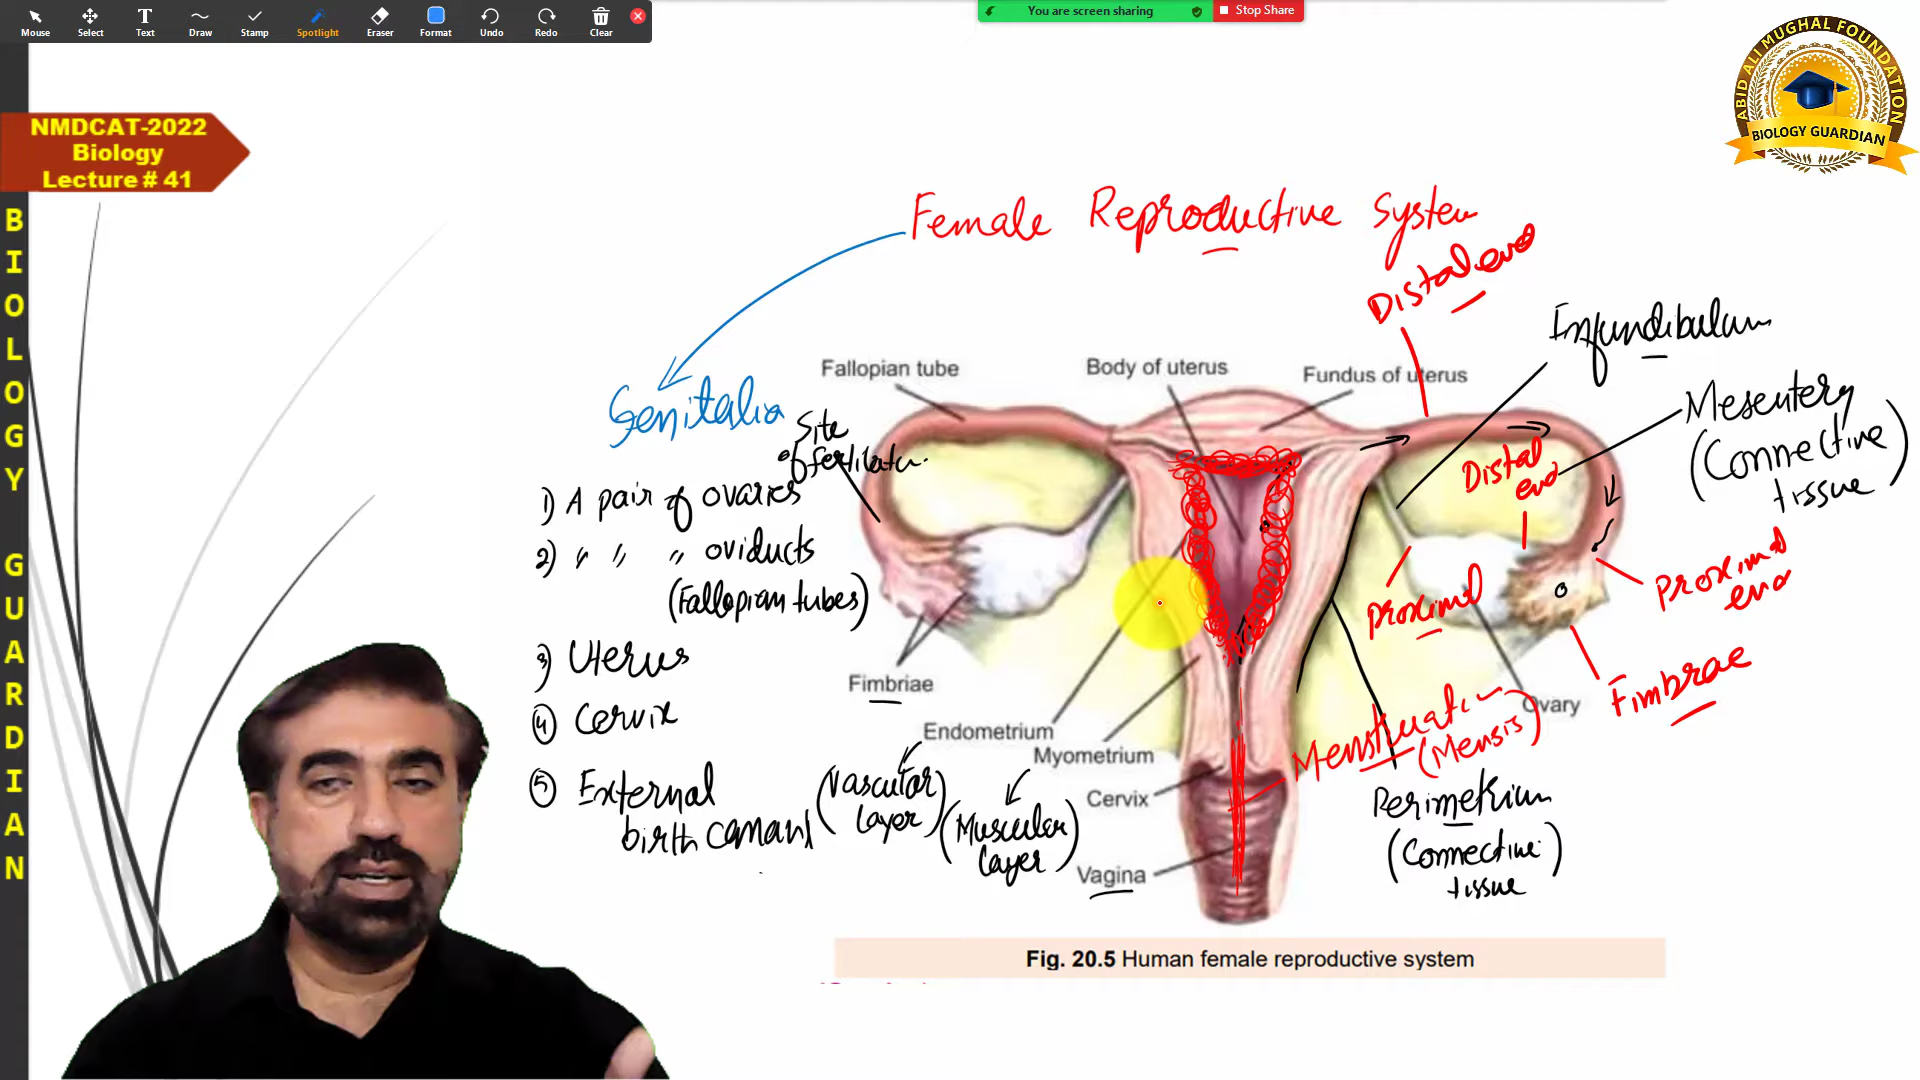 Mouse
Select
Text
Draw
Stamp
Spotlight
Eraser
Format
Undo
Redo
Clear
You are screen sharing
Stop Share
ABID ALI MUGHAL FOUNDATION
BIOLOGY GUARDIAN
NMDCAT-2022
Biology
Lecture # 41
BIOLOGY GUARDIAN
Female Reproductive System
Distal end
Infundibulum
Genitalia
Fallopian tube
Body of uterus
Fundus of uterus
Mesentery
(Connective
tissue)
Site
of
Distal
end
1) A pair of ovaries
2) " " " oviducts
(Fallopian tubes)
3) Uterus
4 Cervix
5 External
birth
Proximal
end
Proximal
Fimbrae
Fimbriae
Ovary
Endometrium
Myometrium
(Vascular
layer)
(Muscular
layer)
Cervix
Vagina
Menstruation
(Mensis)
Perimetrium
(Connective
tissue)
Fig. 20.5 Human female reproductive system